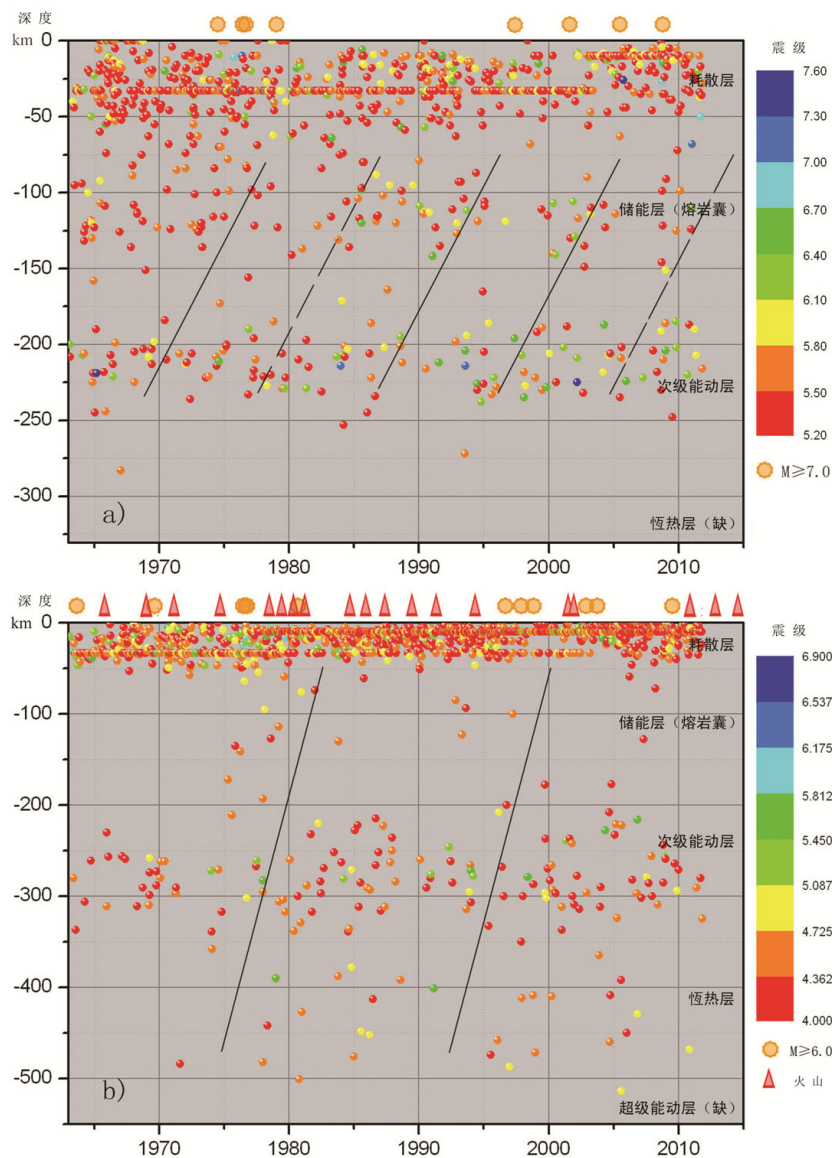 深 度
km
0
-50
-100
-150
-200
-250
-300
1970
1980
1990
2000
2010
耗散层
储能层（熔岩囊）
次级能动层
恆热层（缺）
a)
震级
7.60
7.30
7.00
6.70
6.40
6.10
5.80
5.50
5.20
M≥7.0
深 度
km
0
-100
-200
-300
-400
-500
1970
1980
1990
2000
2010
耗散层
储能层（熔岩囊）
次级能动层
恆热层
超级能动层（缺）
b)
震级
6.900
6.537
6.175
5.812
5.450
5.087
4.725
4.362
4.000
M≥6.0
火 山